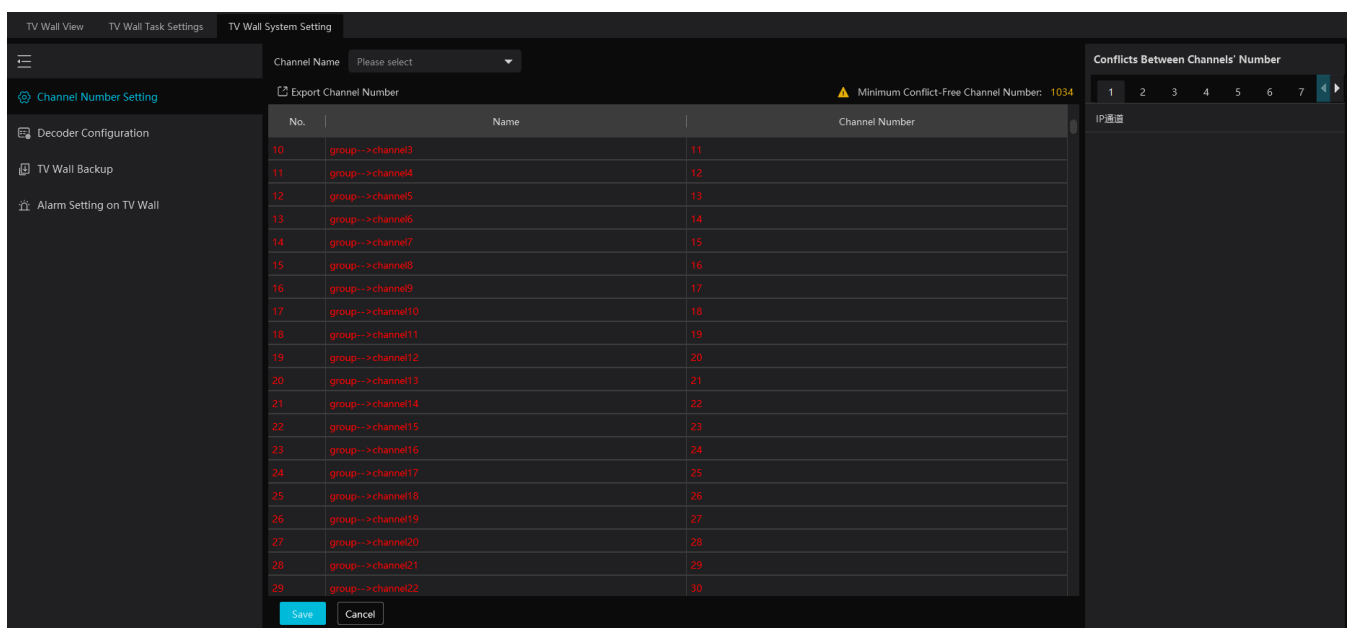 TV Wall View TV Wall Task Settings TV Wall System Setting
Channel Number Setting
Decoder Configuration
TV Wall Backup
Alarm Setting on TV Wall
Channel Name Please select
Export Channel Number Minimum Conflict-Free Channel Number: 1034
No. Name Channel Number
10 group-->channel3 11
11 group-->channel4 12
12 group-->channel5 13
13 group-->channel6 14
14 group-->channel7 15
15 group-->channel8 16
16 group-->channel9 17
17 group-->channel10 18
18 group-->channel11 19
19 group-->channel12 20
20 group-->channel13 21
21 group-->channel14 22
22 group-->channel15 23
23 group-->channel16 24
24 group-->channel17 25
25 group-->channel18 26
26 group-->channel19 27
27 group-->channel20 28
28 group-->channel21 29
29 group-->channel22 30
Save Cancel
Conflicts Between Channels' Number
1 2 3 4 5 6 7
IP通道